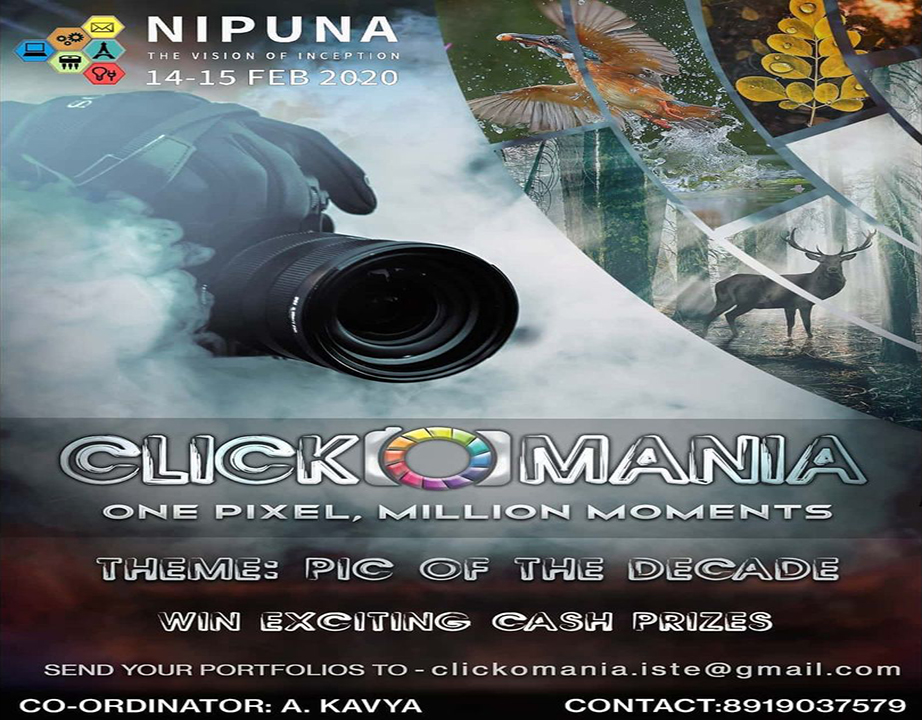 NIPUNA
THE VISION OF INCEPTION
14-15 FEB 2020
CLICKOMANIA
ONE PIXEL, MILLION MOMENTS
THEME: PIC OF THE DECADE
WIN EXCITING CASH PRIZES
SEND YOUR PORTFOLIOS TO - clickomania.iste@gmail.com
CO-ORDINATOR: A. KAVYA
CONTACT:8919037579